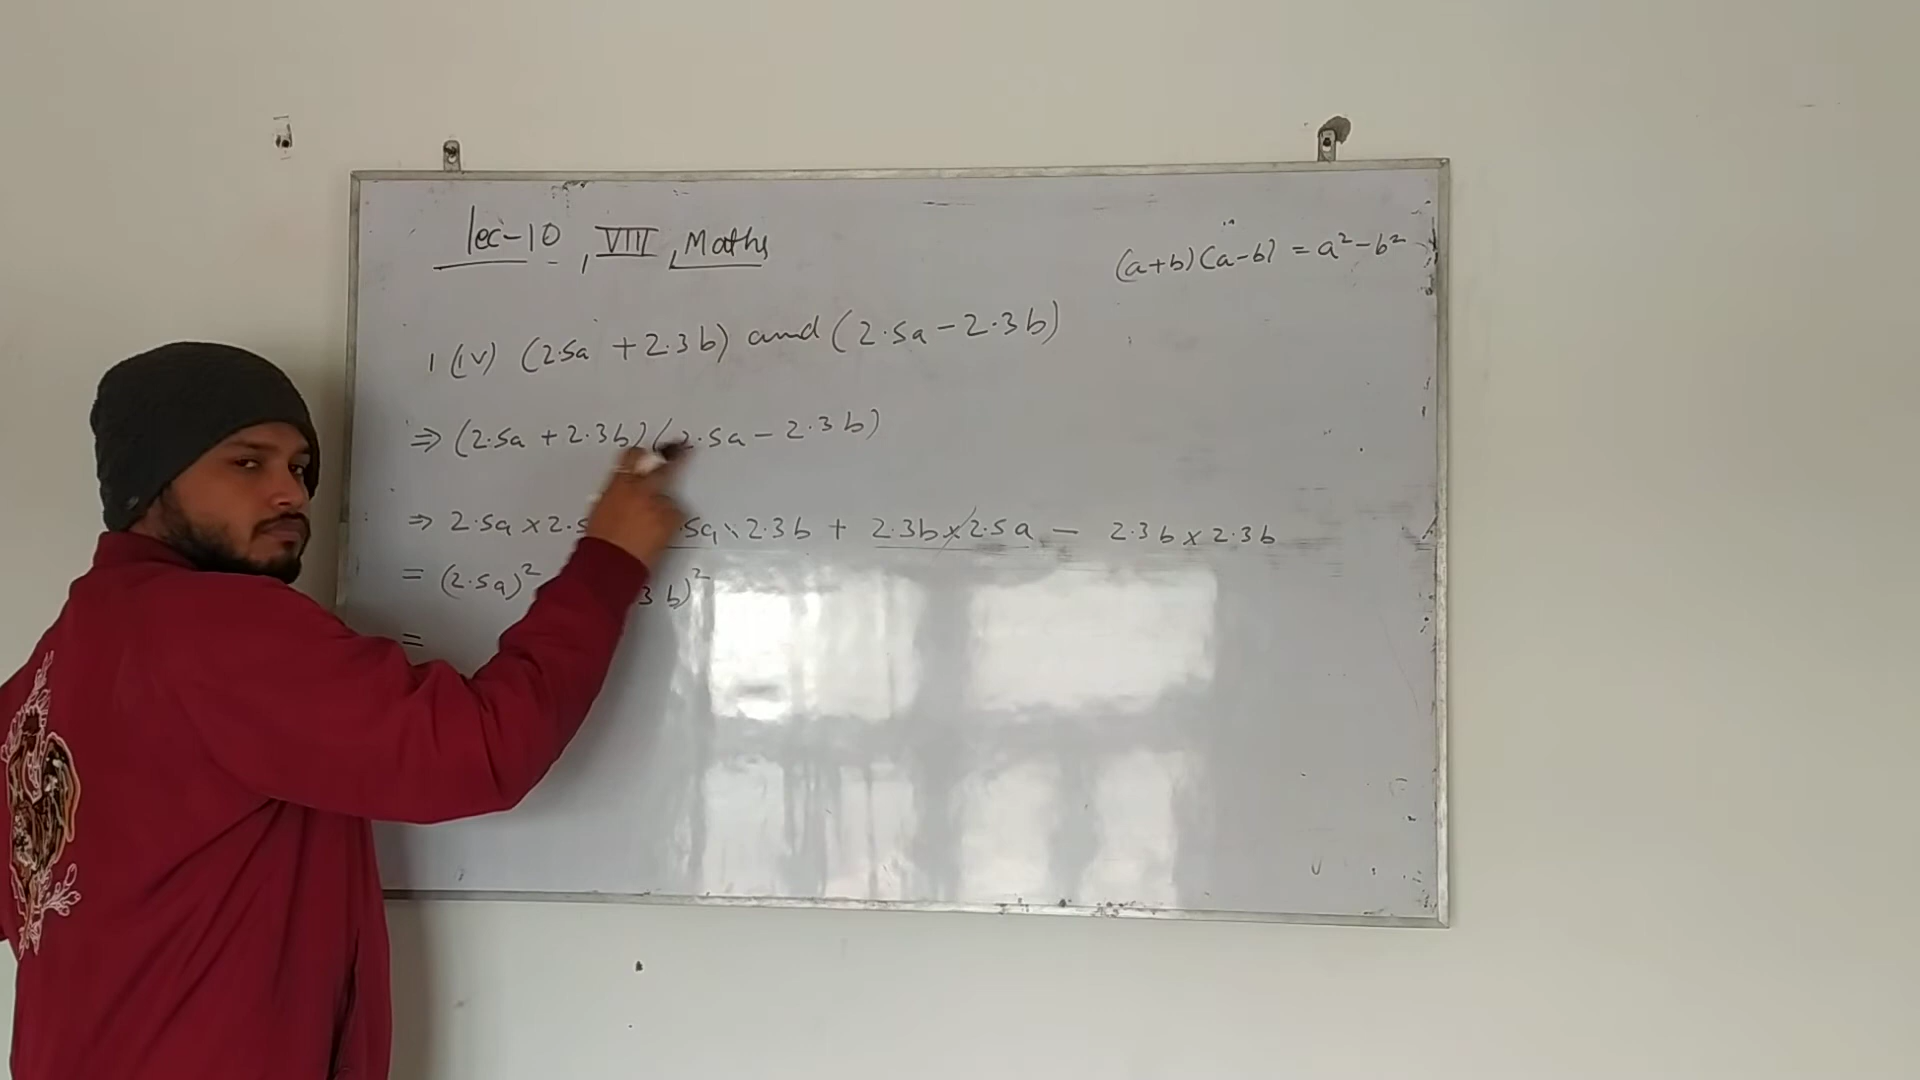 lec-10, VIII, Maths
(a+b)(a-b) = a²-b²
1 (iv) (2.5a + 2.3b) and (2.5a - 2.3b)
⇒ (2.5a + 2.3b)(2.5a - 2.3b)
⇒ 2.5a × 2.5 5a × 2.3b + 2.3b × 2.5a - 2.3b × 2.3b
= (2.5a)² 3b)²
=